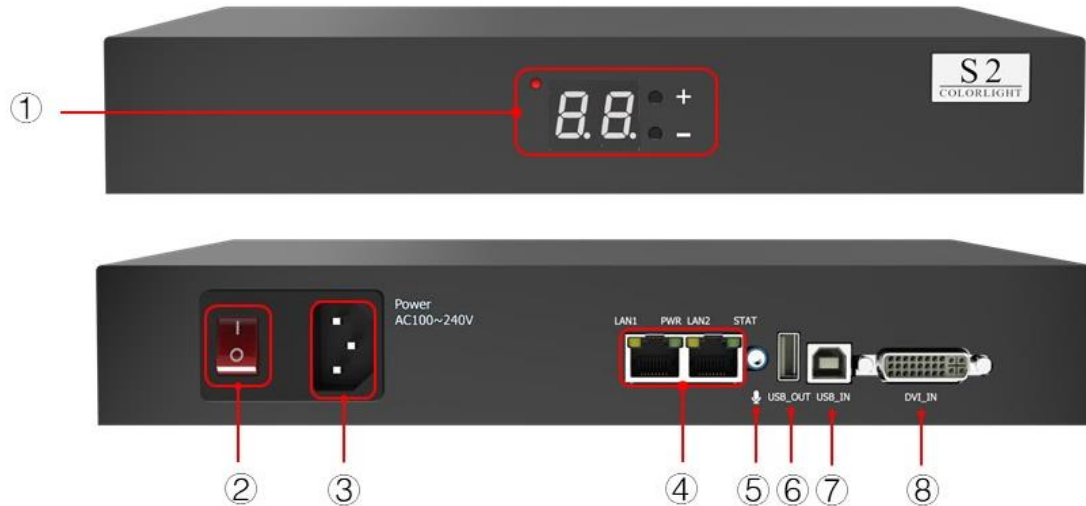 ①
8.8.
+
−
S2
COLORLIGHT
Power
AC100~240V
LAN1 PWR LAN2 STAT
I
O
USB_OUT USB_IN DVI_IN
② ③ ④ ⑤ ⑥ ⑦ ⑧